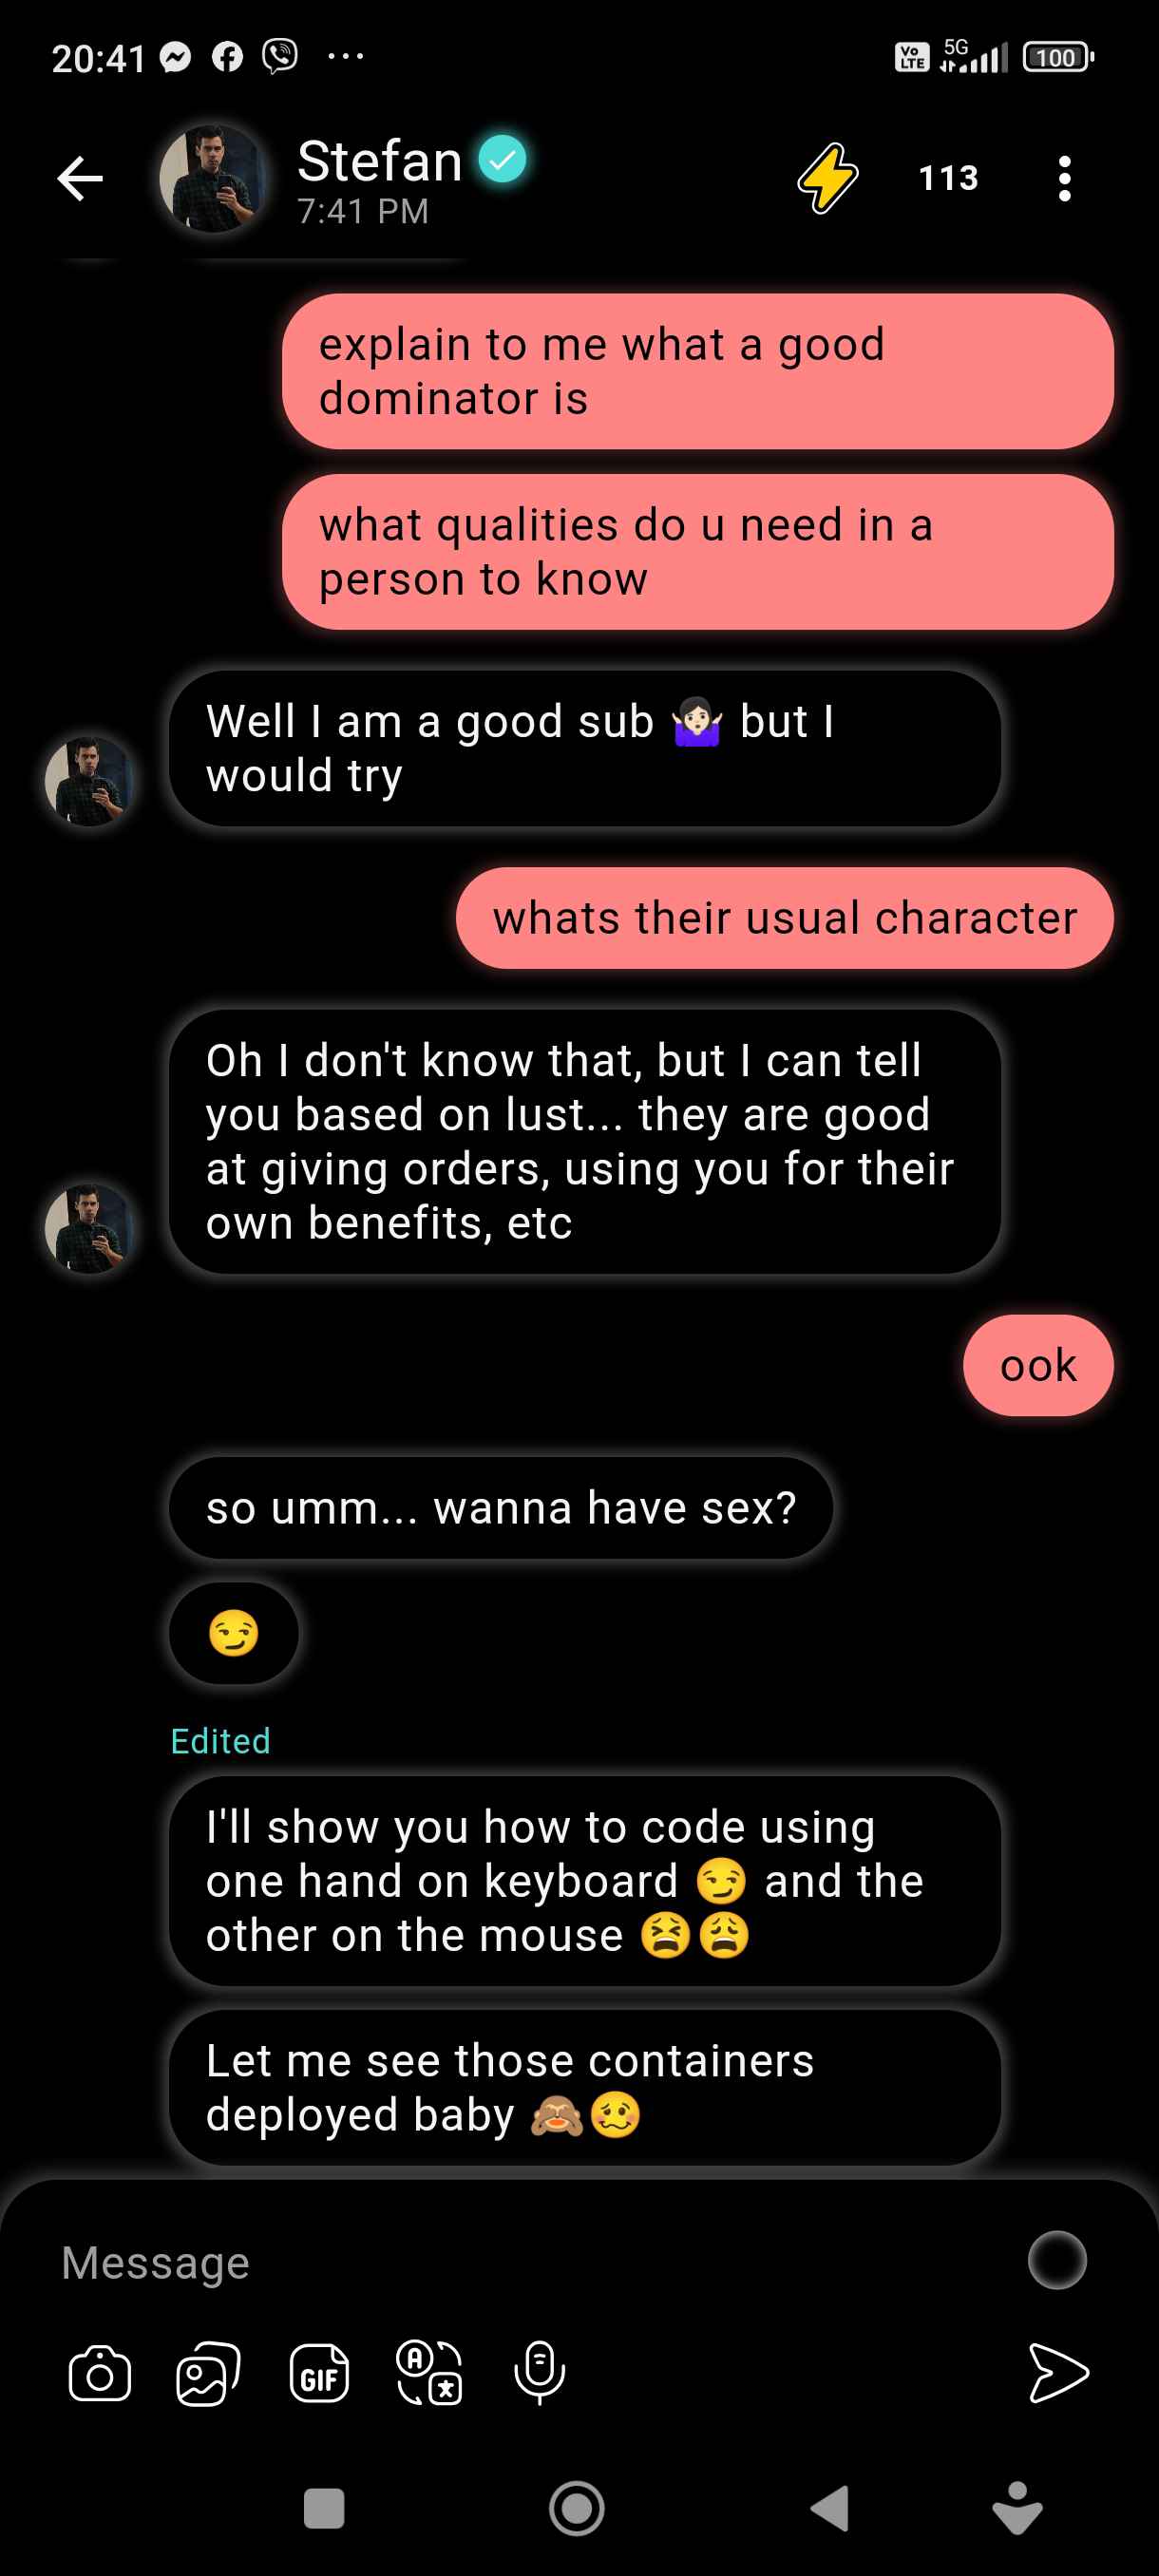 20:41
Vo LTE 5G 100
Stefan
7:41 PM
113
explain to me what a good
dominator is
what qualities do u need in a
person to know
Well I am a good sub 🤷🏻‍♀️ but I
would try
whats their usual character
Oh I don't know that, but I can tell
you based on lust... they are good
at giving orders, using you for their
own benefits, etc
ook
so umm... wanna have sex?
😏
Edited
I'll show you how to code using
one hand on keyboard 😏 and the
other on the mouse 😫😩
Let me see those containers
deployed baby 🙈🥴
Message
GIF
A